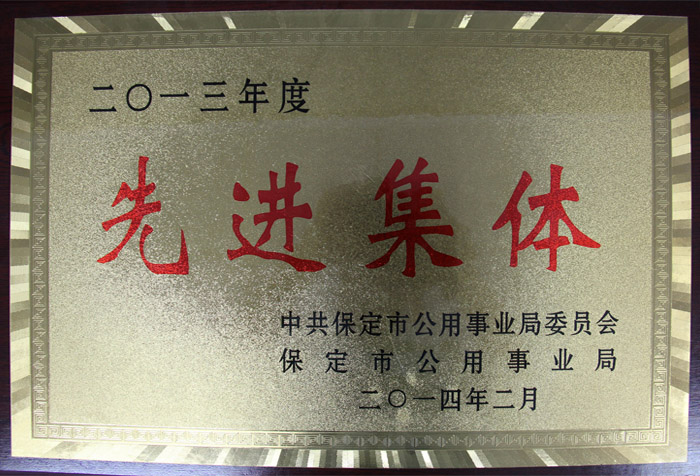 二〇一三年度
先进集体
中共保定市公用事业局委员会
保定市公用事业局
二〇一四年二月